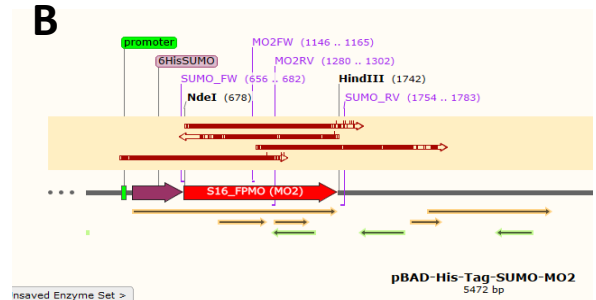 B
promoter
MO2FW (1146 .. 1165)
6HisSUMO
MO2RV (1280 .. 1302)
SUMO_FW (656 .. 682)
HindIII (1742)
NdeI (678)
SUMO_RV (1754 .. 1783)
S16_FPMO (MO2)
pBAD-His-Tag-SUMO-MO2
5472 bp
Unsaved Enzyme Set >